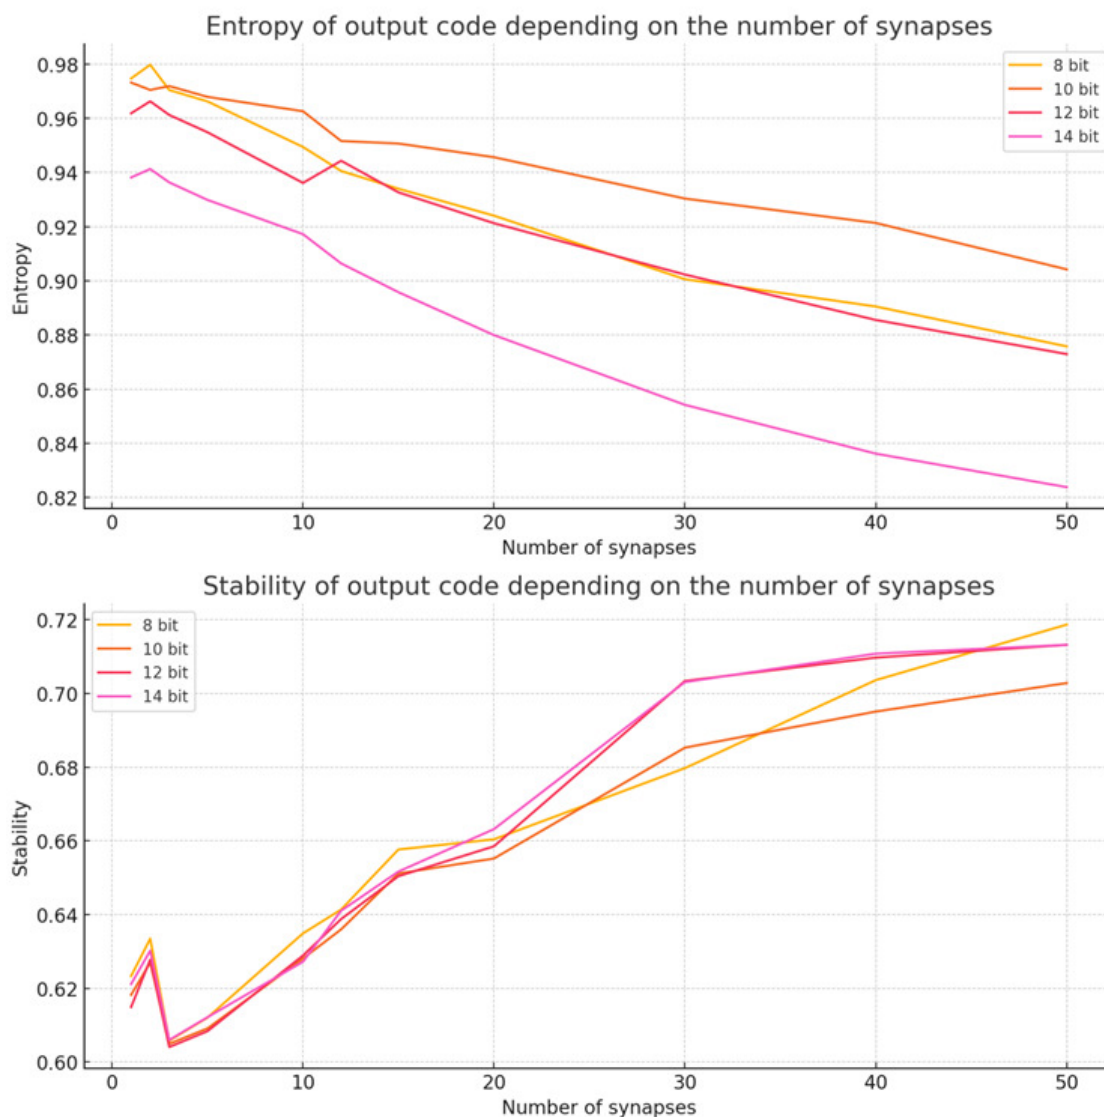 Entropy of output code depending on the number of synapses
8 bit
10 bit
12 bit
14 bit
0.98
0.96
0.94
0.92
0.90
0.88
0.86
0.84
0.82
Entropy
0 10 20 30 40 50
Number of synapses
Stability of output code depending on the number of synapses
8 bit
10 bit
12 bit
14 bit
0.72
0.70
0.68
0.66
0.64
0.62
0.60
Stability
0 10 20 30 40 50
Number of synapses